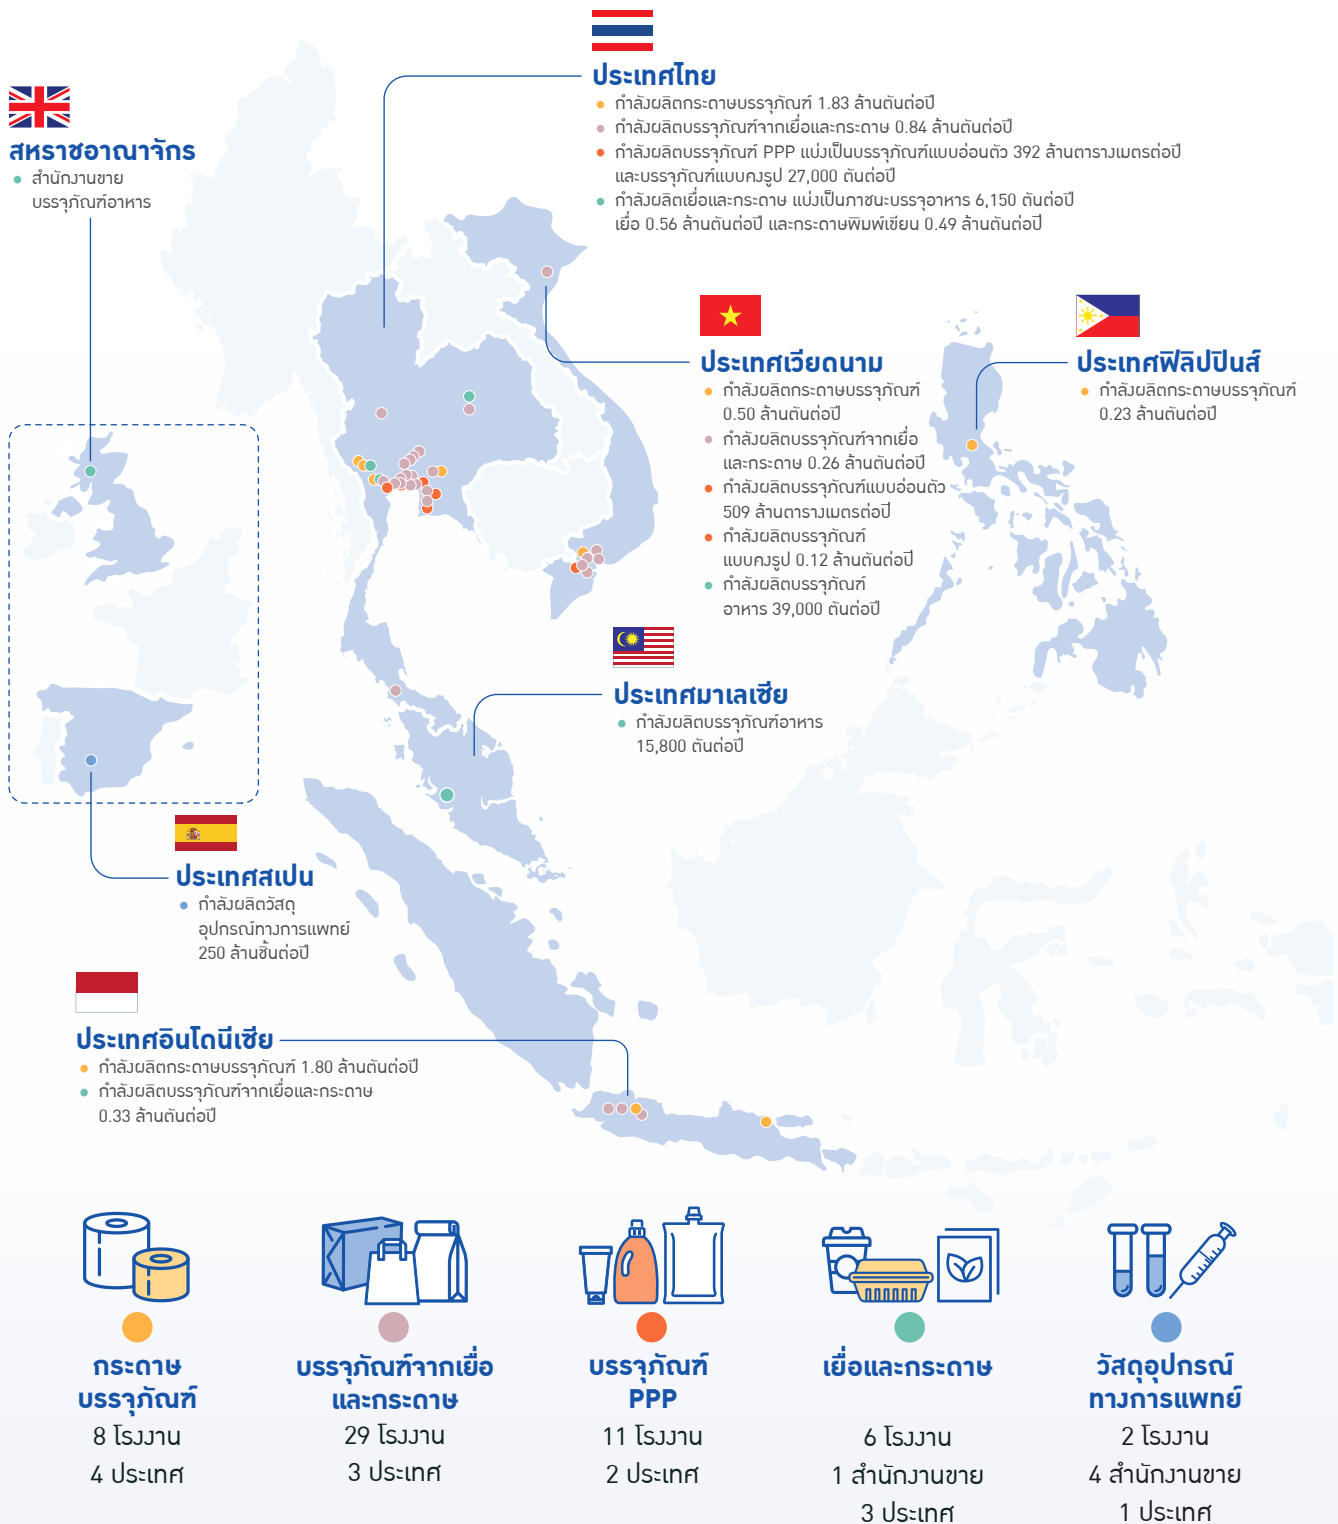 ประเทศไทย
กำลังผลิตกระดาษบรรจุภัณฑ์ 1.83 ล้านตันต่อปี
กำลังผลิตบรรจุภัณฑ์จากเยื่อและกระดาษ 0.84 ล้านตันต่อปี
กำลังผลิตบรรจุภัณฑ์ PPP แบ่งเป็นบรรจุภัณฑ์แบบอ่อนตัว 392 ล้านตารางเมตรต่อปี
และบรรจุภัณฑ์แบบคงรูป 27,000 ตันต่อปี
กำลังผลิตเยื่อและกระดาษ แบ่งเป็นภาชนะบรรจุอาหาร 6,150 ตันต่อปี
เยื่อ 0.56 ล้านตันต่อปี และกระดาษพิมพ์เขียน 0.49 ล้านตันต่อปี
สหราชอาณาจักร
สำนักงานขาย
บรรจุภัณฑ์อาหาร
ประเทศเวียดนาม
กำลังผลิตกระดาษบรรจุภัณฑ์
0.50 ล้านตันต่อปี
กำลังผลิตบรรจุภัณฑ์จากเยื่อ
และกระดาษ 0.26 ล้านตันต่อปี
กำลังผลิตบรรจุภัณฑ์แบบอ่อนตัว
509 ล้านตารางเมตรต่อปี
กำลังผลิตบรรจุภัณฑ์
แบบคงรูป 0.12 ล้านตันต่อปี
กำลังผลิตบรรจุภัณฑ์
อาหาร 39,000 ตันต่อปี
ประเทศฟิลิปปินส์
กำลังผลิตกระดาษบรรจุภัณฑ์
0.23 ล้านตันต่อปี
ประเทศมาเลเซีย
กำลังผลิตบรรจุภัณฑ์อาหาร
15,800 ตันต่อปี
ประเทศสเปน
กำลังผลิตวัสดุ
อุปกรณ์ทางการแพทย์
250 ล้านชิ้นต่อปี
ประเทศอินโดนีเซีย
กำลังผลิตกระดาษบรรจุภัณฑ์ 1.80 ล้านตันต่อปี
กำลังผลิตบรรจุภัณฑ์จากเยื่อและกระดาษ
0.33 ล้านตันต่อปี
กระดาษ
บรรจุภัณฑ์
8 โรงงาน
4 ประเทศ
บรรจุภัณฑ์จากเยื่อ
และกระดาษ
29 โรงงาน
3 ประเทศ
บรรจุภัณฑ์
PPP
11 โรงงาน
2 ประเทศ
เยื่อและกระดาษ
6 โรงงาน
1 สำนักงานขาย
3 ประเทศ
วัสดุอุปกรณ์
ทางการแพทย์
2 โรงงาน
4 สำนักงานขาย
1 ประเทศ